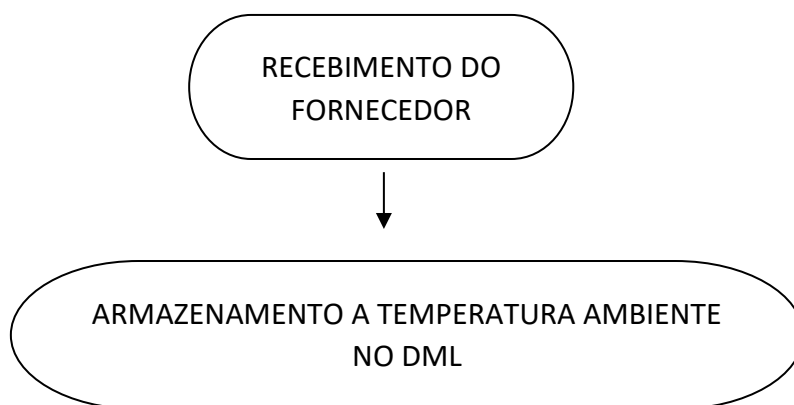 RECEBIMENTO DO
FORNECEDOR
ARMAZENAMENTO A TEMPERATURA AMBIENTE
NO DML